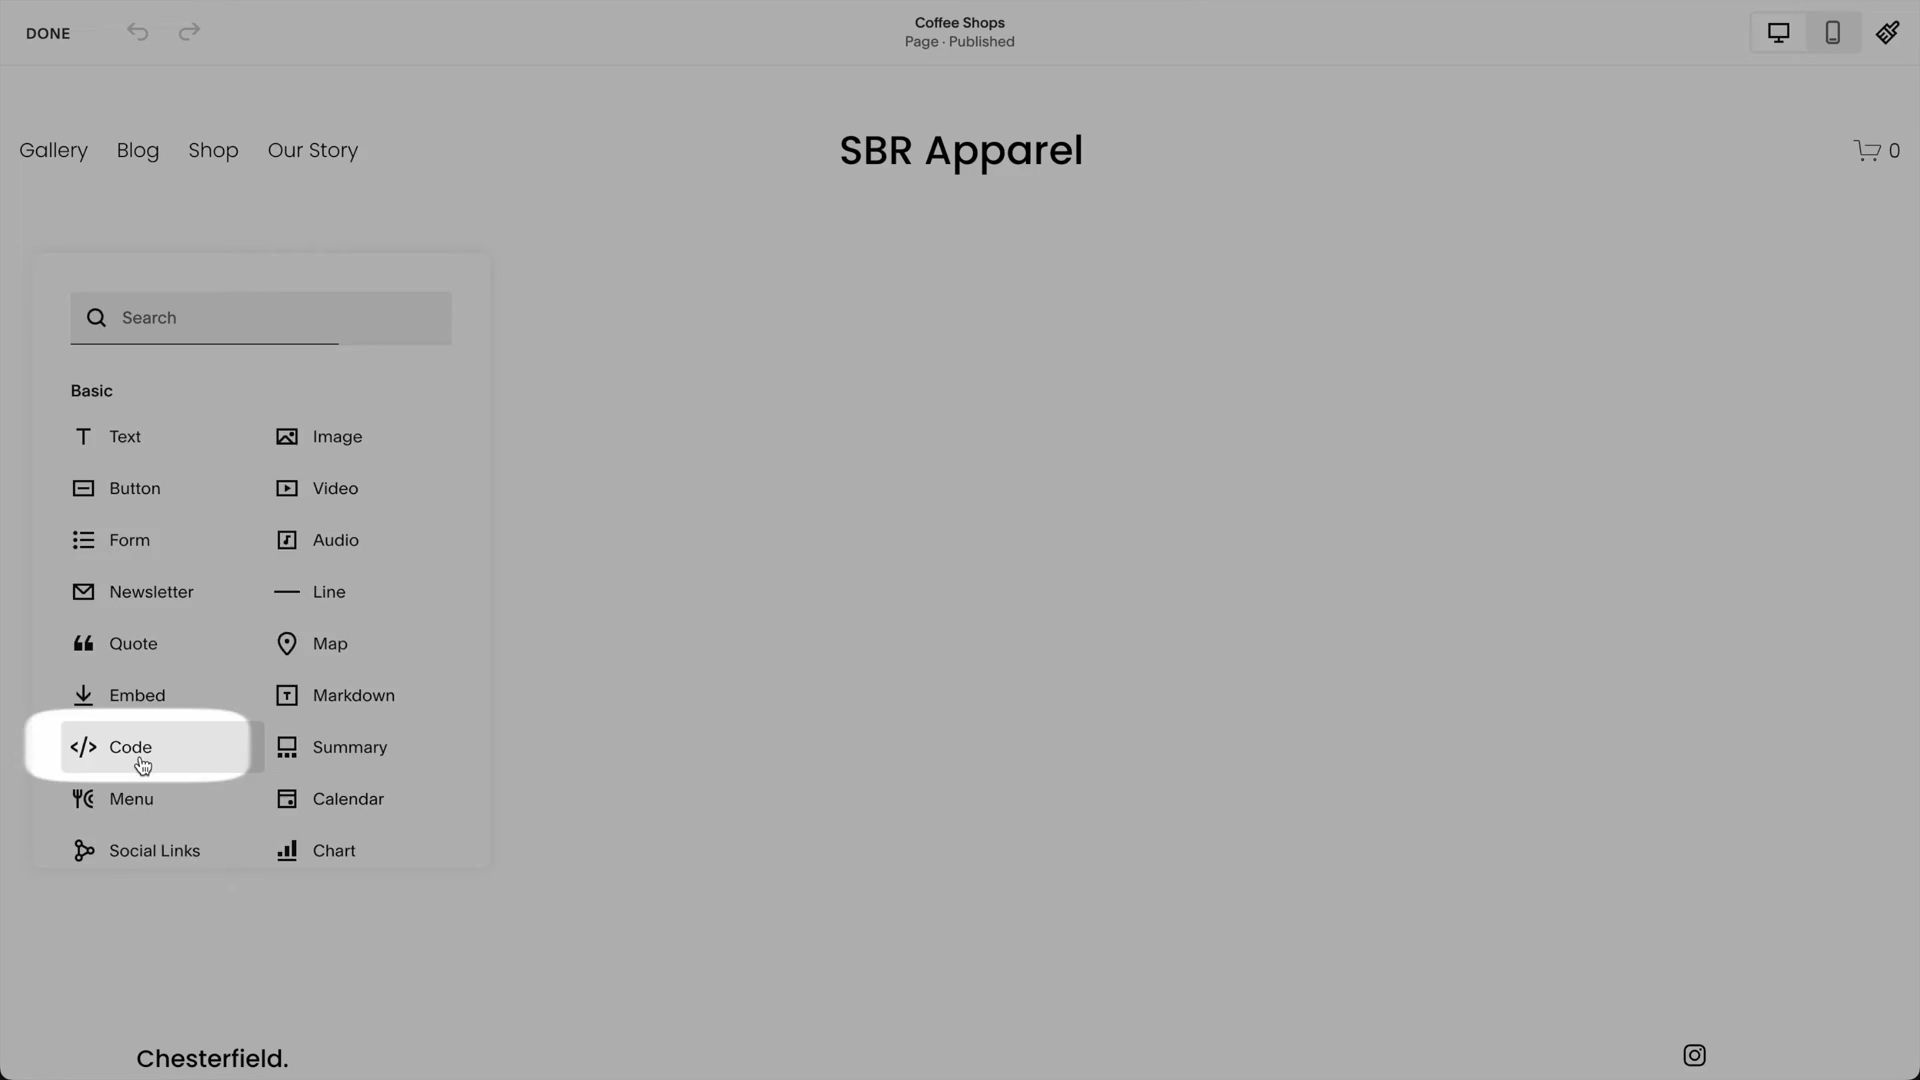 DONE
Coffee Shops
Page · Published
Gallery Blog Shop Our Story
SBR Apparel
0
Search
Basic
Text Image
Button Video
Form Audio
Newsletter Line
Quote Map
Embed Markdown
Code Summary
Menu Calendar
Social Links Chart
Chesterfield.